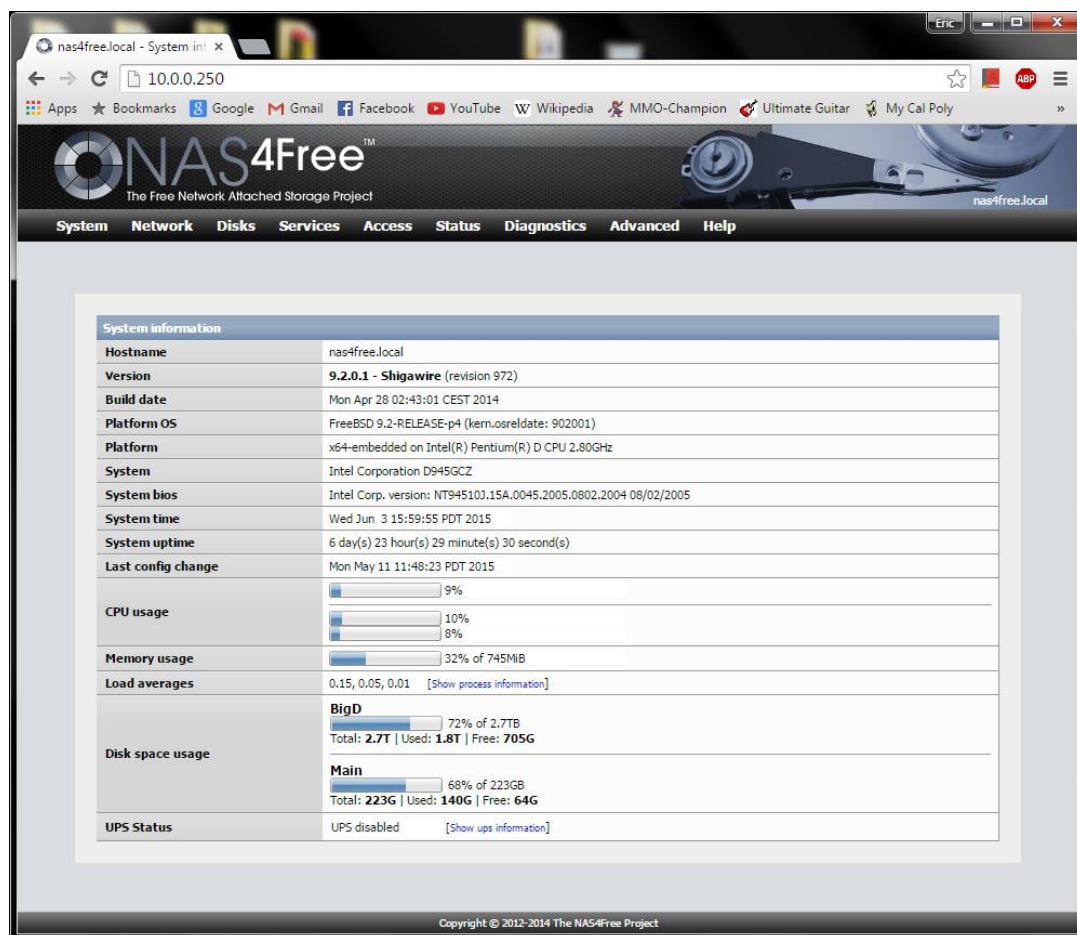 Eric
nas4free.local - System in
10.0.0.250
ABP
Apps Bookmarks Google Gmail Facebook YouTube Wikipedia MMO-Champion Ultimate Guitar My Cal Poly »
NAS4Free™
The Free Network Attached Storage Project
nas4free.local
System Network Disks Services Access Status Diagnostics Advanced Help
System information
Hostname nas4free.local
Version 9.2.0.1 - Shigawire (revision 972)
Build date Mon Apr 28 02:43:01 CEST 2014
Platform OS FreeBSD 9.2-RELEASE-p4 (kern.osreldate: 902001)
Platform x64-embedded on Intel(R) Pentium(R) D CPU 2.80GHz
System Intel Corporation D945GCZ
System bios Intel Corp. version: NT94510J.15A.0045.2005.0802.2004 08/02/2005
System time Wed Jun 3 15:59:55 PDT 2015
System uptime 6 day(s) 23 hour(s) 29 minute(s) 30 second(s)
Last config change Mon May 11 11:48:23 PDT 2015
CPU usage
9%
10%
8%
Memory usage 32% of 745MiB
Load averages 0.15, 0.05, 0.01 [Show process information]
Disk space usage
BigD
72% of 2.7TB
Total: 2.7T | Used: 1.8T | Free: 705G
Main
68% of 223GB
Total: 223G | Used: 140G | Free: 64G
UPS Status UPS disabled [Show ups information]
Copyright © 2012-2014 The NAS4Free Project